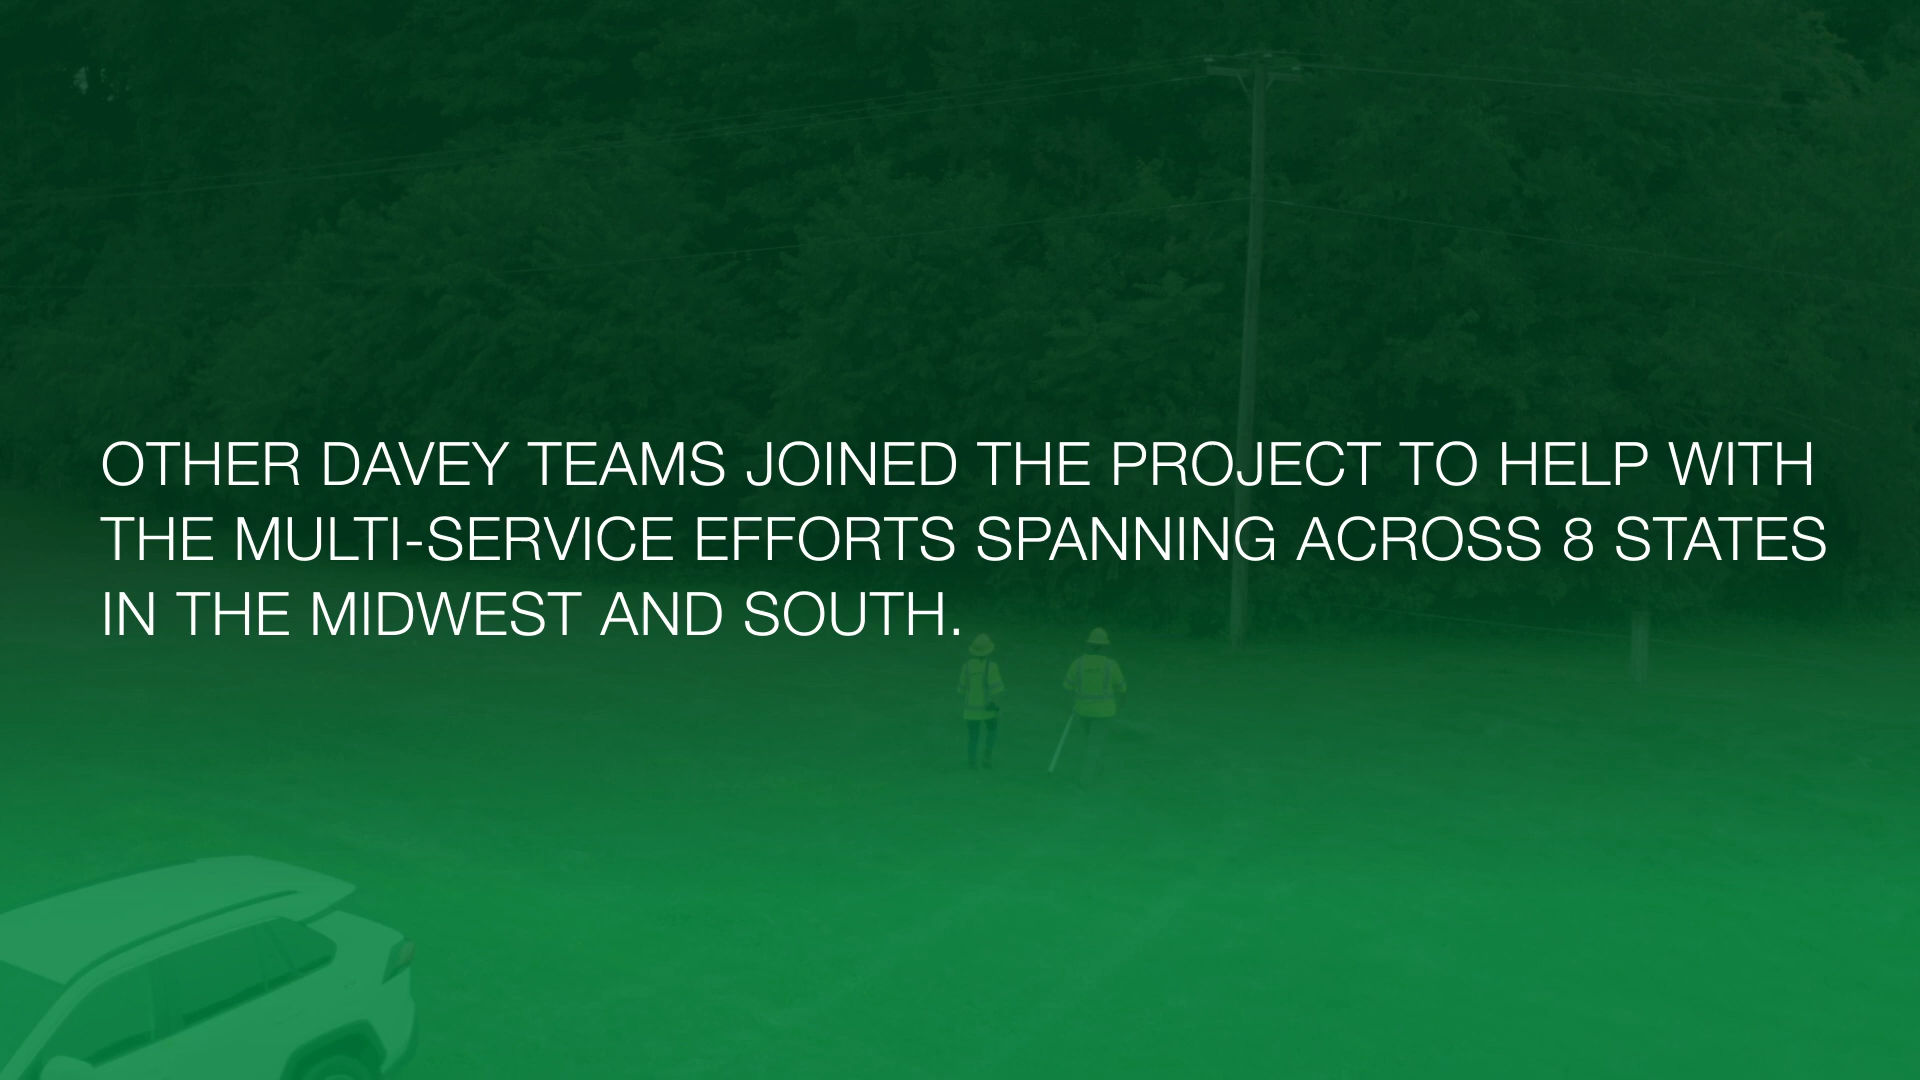 OTHER DAVEY TEAMS JOINED THE PROJECT TO HELP WITH
THE MULTI-SERVICE EFFORTS SPANNING ACROSS 8 STATES
IN THE MIDWEST AND SOUTH.